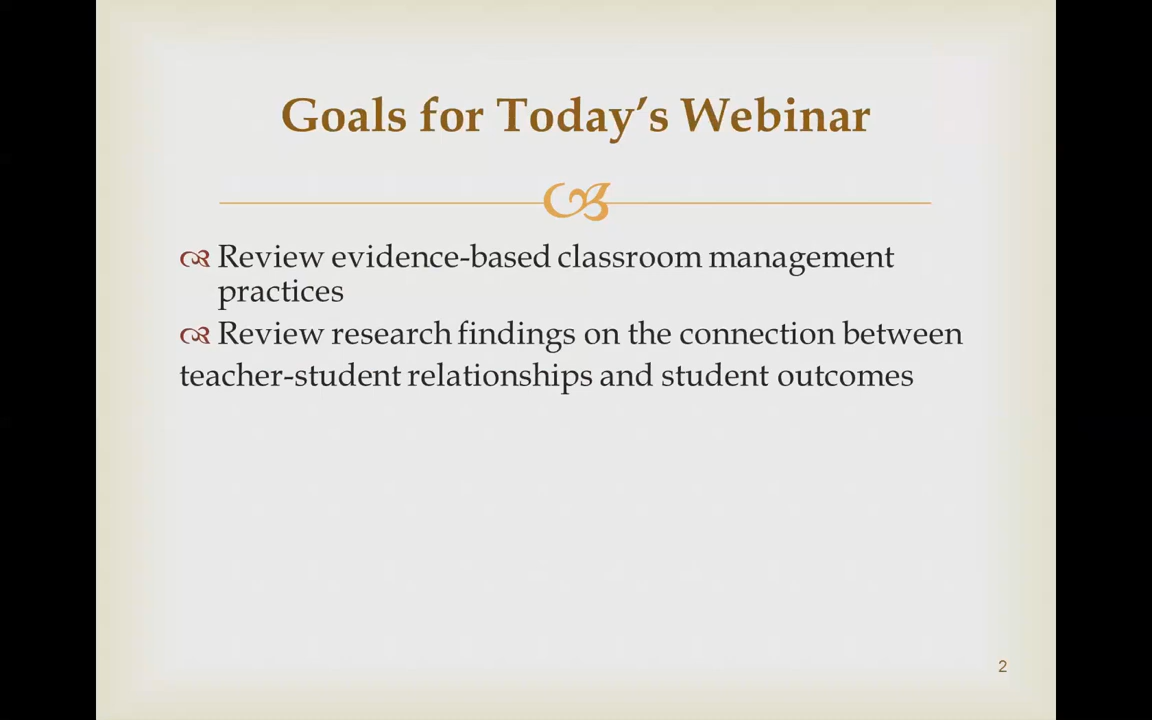 Goals for Today’s Webinar
Review evidence-based classroom management
practices
Review research findings on the connection between
teacher-student relationships and student outcomes
2